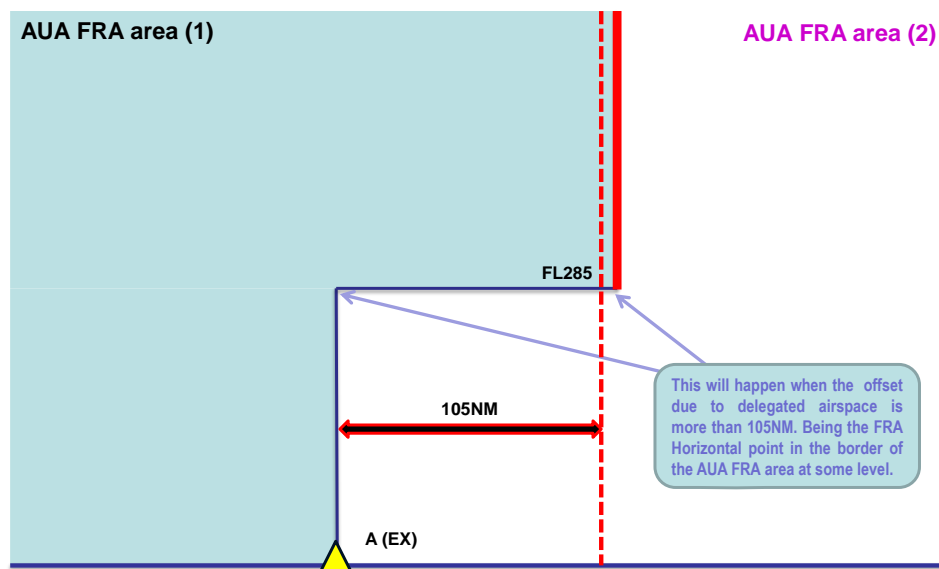 AUA FRA area (1)
AUA FRA area (2)
FL285
This will happen when the offset
due to delegated airspace is
more than 105NM. Being the FRA
Horizontal point in the border of
the AUA FRA area at some level.
105NM
A (EX)